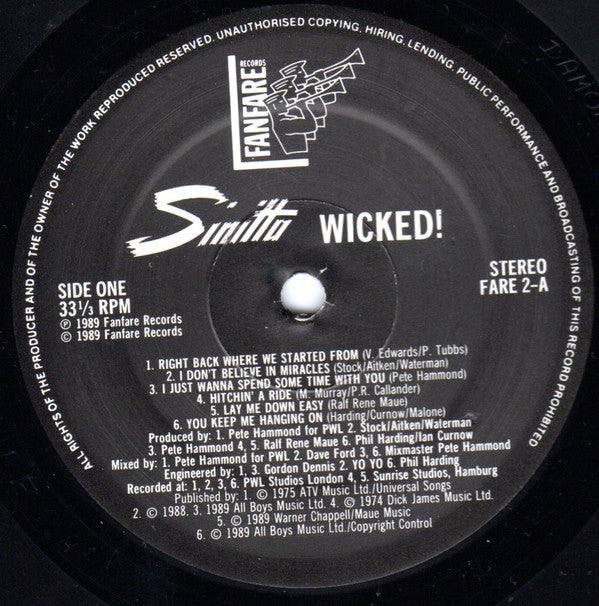 ALL RIGHTS OF THE PRODUCER AND OF THE OWNER OF THE WORK REPRODUCED RESERVED. UNAUTHORISED COPYING, HIRING, LENDING, PUBLIC PERFORMANCE AND BROADCASTING OF THIS RECORD PROHIBITED
FANFARE
RECORDS
Sinitta WICKED!
SIDE ONE
33 1/3 RPM
℗ 1989 Fanfare Records
© 1989 Fanfare Records
STEREO
FARE 2-A
1. RIGHT BACK WHERE WE STARTED FROM (V. Edwards/P. Tubbs)
2. I DON'T BELIEVE IN MIRACLES (Stock/Aitken/Waterman)
3. I JUST WANNA SPEND SOME TIME WITH YOU (Pete Hammond)
4. HITCHIN' A RIDE (M. Murray/P.R. Callander)
5. LAY ME DOWN EASY (Ralf Rene Maue)
6. YOU KEEP ME HANGING ON (Harding/Curnow/Malone)
Produced by: 1. Pete Hammond for PWL 2. Stock/Aitken/Waterman
3. Pete Hammond 4, 5. Ralf Rene Maue 6. Phil Harding/Ian Curnow
Mixed by: 1. Pete Hammond for PWL 2. Dave Ford 3, 6. Mixmaster Pete Hammond
Engineered by: 1, 3. Gordon Dennis 2. YO YO 6. Phil Harding
Recorded at: 1, 2, 3, 6. PWL Studios London 4, 5. Sunrise Studios, Hamburg
Published by: 1. © 1975 ATV Music Ltd./Universal Songs
2. © 1988. 3. 1989 All Boys Music Ltd. 4. © 1974 Dick James Music Ltd.
5. © 1989 Warner Chappell/Maue Music
6. © 1989 All Boys Music Ltd./Copyright Control